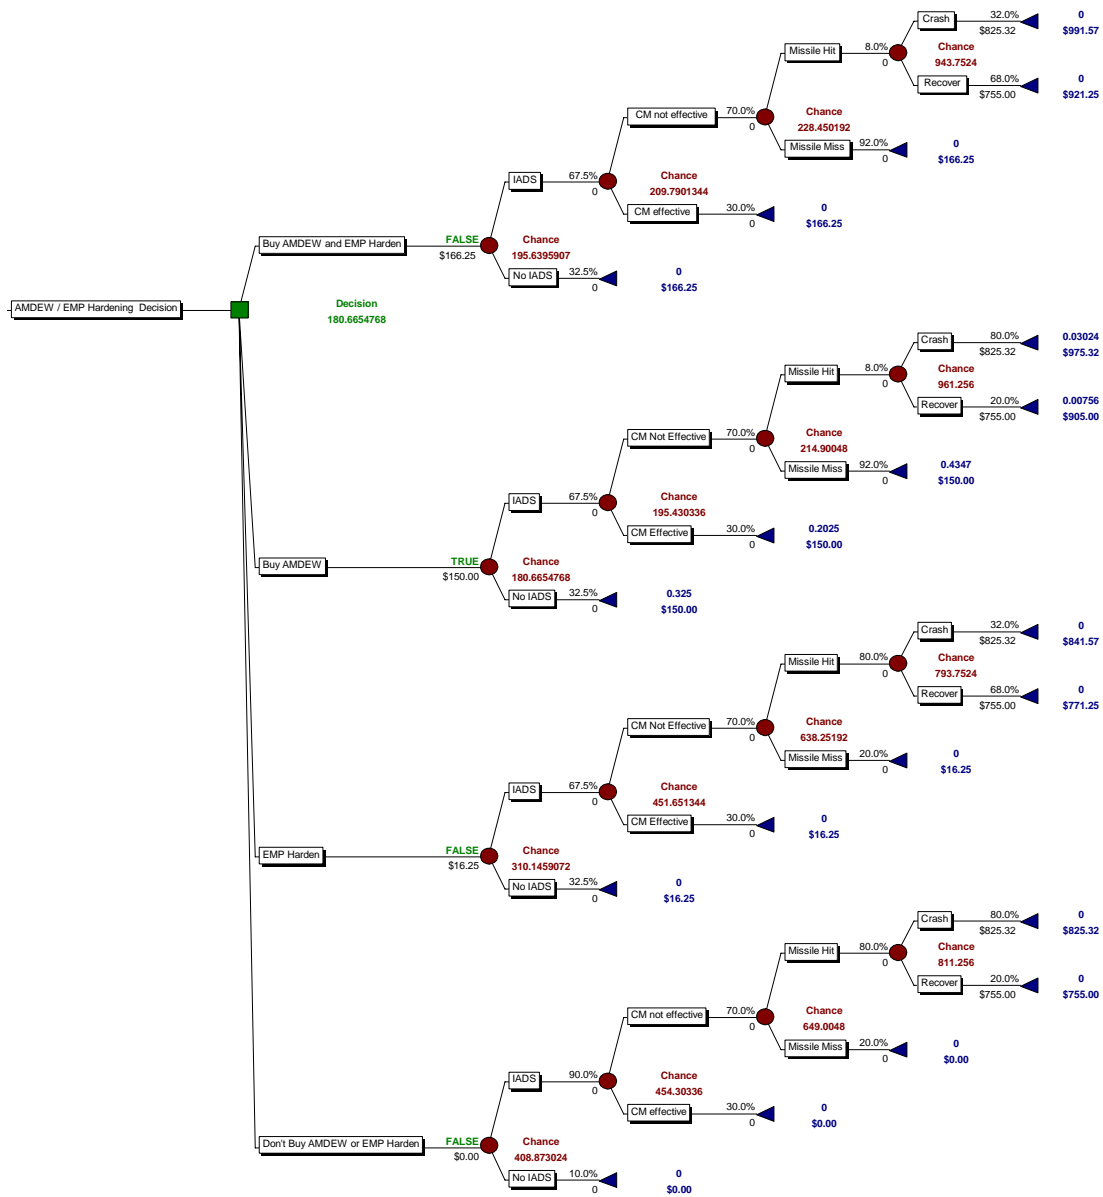 Crash 32.0% 0
$825.32 $991.57
Missile Hit 8.0% Chance
0 943.7524
Recover 68.0% 0
$755.00 $921.25
CM not effective 70.0% Chance
0 228.450192
Missile Miss 92.0% 0
0 $166.25
IADS 67.5% Chance
0 209.7901344
CM effective 30.0% 0
0 $166.25
Buy AMDEW and EMP Harden FALSE Chance
$166.25 195.6395907
No IADS 32.5% 0
0 $166.25
AMDEW / EMP Hardening Decision Decision
180.6654768
Crash 80.0% 0.03024
$825.32 $975.32
Missile Hit 8.0% Chance
0 961.256
Recover 20.0% 0.00756
$755.00 $905.00
CM Not Effective 70.0% Chance
0 214.90048
Missile Miss 92.0% 0.4347
0 $150.00
IADS 67.5% Chance
0 195.430336
CM Effective 30.0% 0.2025
0 $150.00
Buy AMDEW TRUE Chance
$150.00 180.6654768
No IADS 32.5% 0.325
0 $150.00
Crash 32.0% 0
$825.32 $841.57
Missile Hit 80.0% Chance
0 793.7524
Recover 68.0% 0
$755.00 $771.25
CM Not Effective 70.0% Chance
0 638.25192
Missile Miss 20.0% 0
0 $16.25
IADS 67.5% Chance
0 451.651344
CM Effective 30.0% 0
0 $16.25
EMP Harden FALSE Chance
$16.25 310.1459072
No IADS 32.5% 0
0 $16.25
Crash 80.0% 0
$825.32 $825.32
Missile Hit 80.0% Chance
0 811.256
Recover 20.0% 0
$755.00 $755.00
CM not effective 70.0% Chance
0 649.0048
Missile Miss 20.0% 0
0 $0.00
IADS 90.0% Chance
0 454.30336
CM effective 30.0% 0
0 $0.00
Don't Buy AMDEW or EMP Harden FALSE Chance
$0.00 408.873024
No IADS 10.0% 0
0 $0.00